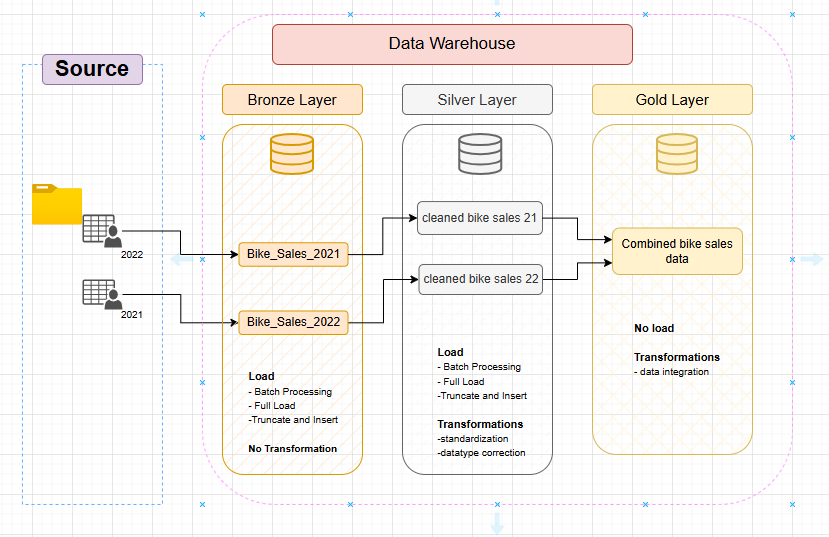 Data Warehouse
Source
Bronze Layer
Silver Layer
Gold Layer
2022
2021
Bike_Sales_2021
Bike_Sales_2022
Load
- Batch Processing
- Full Load
-Truncate and Insert
No Transformation
cleaned bike sales 21
cleaned bike sales 22
Load
- Batch Processing
- Full Load
-Truncate and Insert
Transformations
-standardization
-datatype correction
Combined bike sales
data
No load
Transformations
- data integration